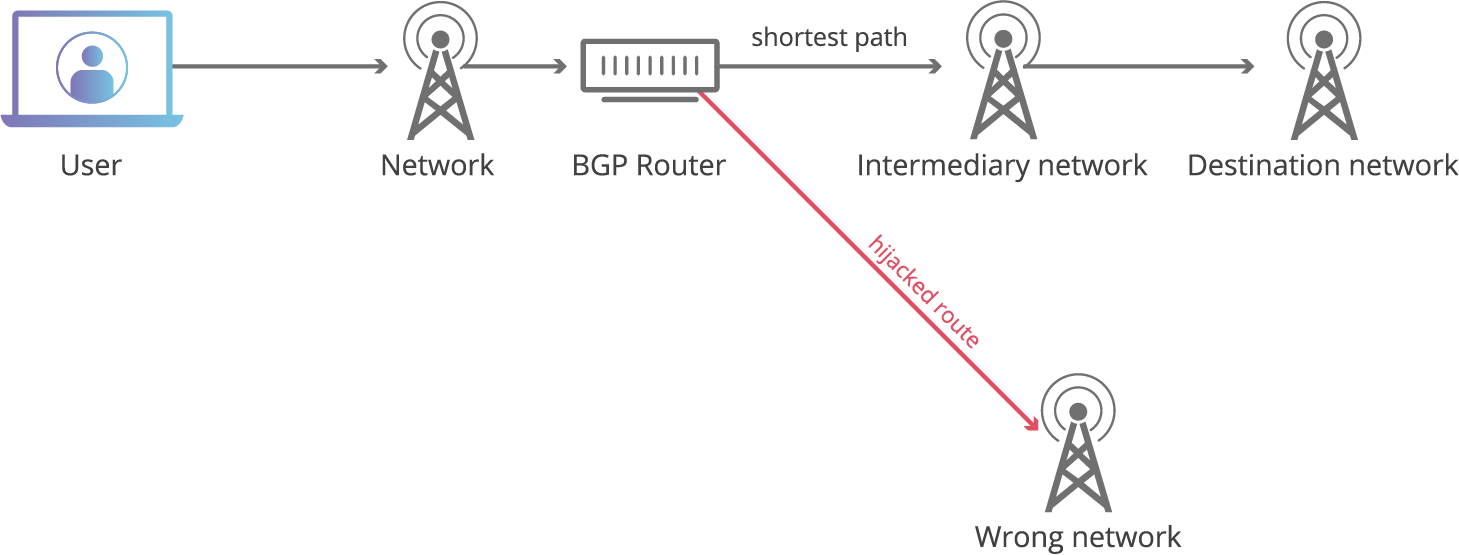 shortest path
User
Network
BGP Router
Intermediary network
Destination network
hijacked route
Wrong network